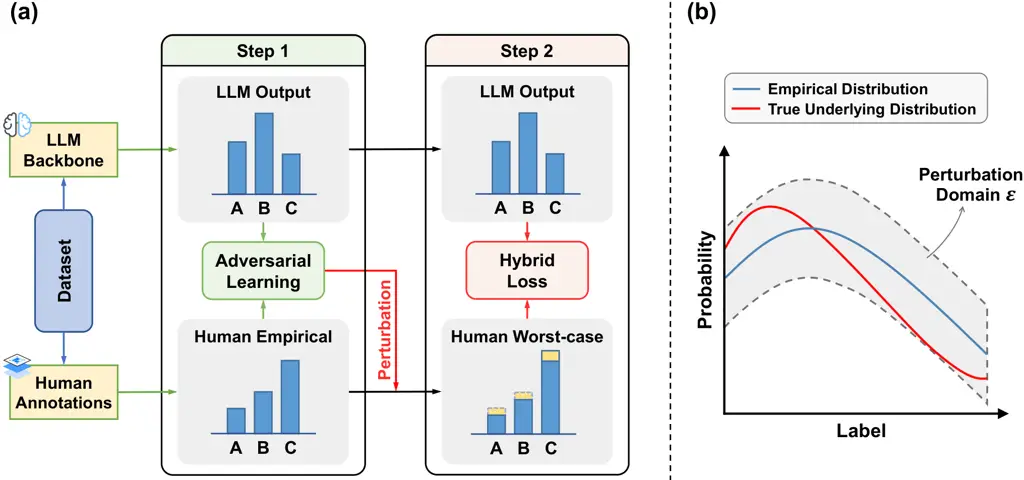 (a)
Step 1
Step 2
LLM Output
LLM Output
LLM
Backbone
A B C
A B C
Dataset
Adversarial
Learning
Hybrid
Loss
Perturbation
Human Empirical
Human Worst-case
Human
Annotations
A B C
A B C
(b)
Empirical Distribution
True Underlying Distribution
Perturbation
Domain ε
Probability
Label